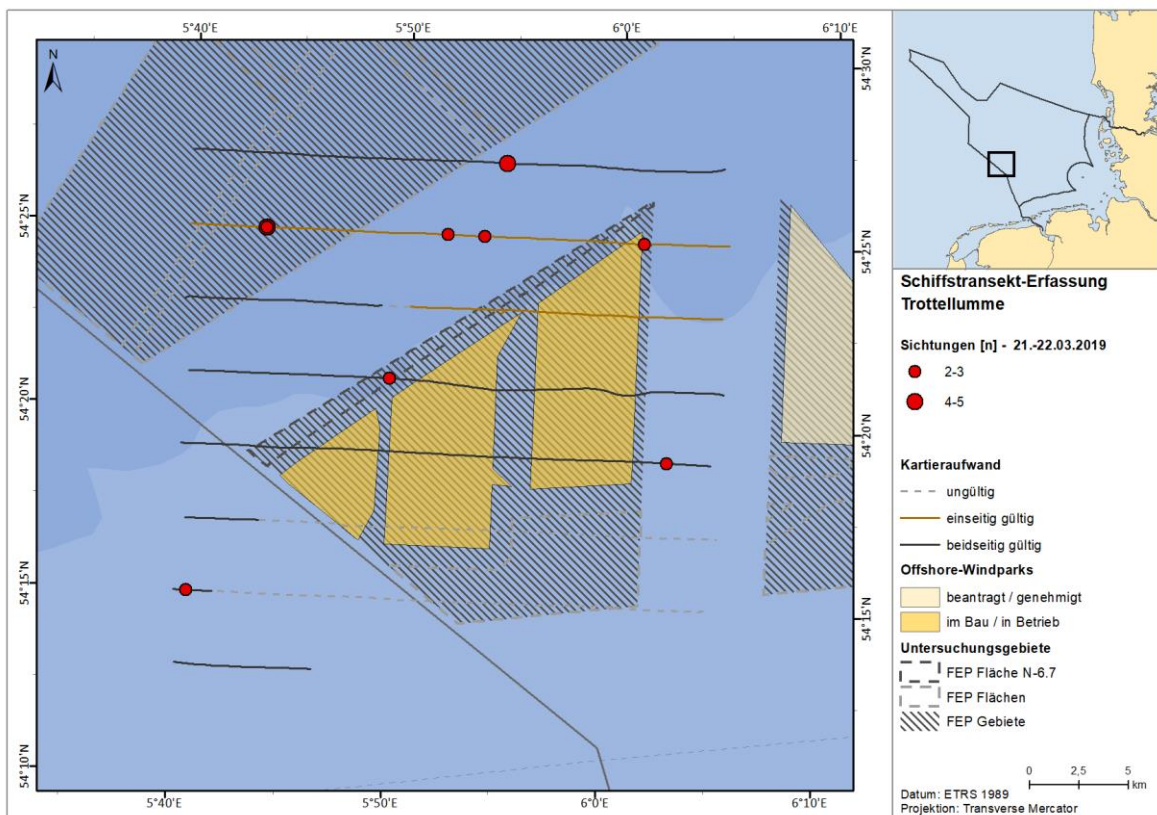 5°40'E
5°50'E
6°0'E
6°10'E
N
54°30'N
54°25'N
54°25'N
54°20'N
54°20'N
54°15'N
54°15'N
54°10'N
5°40'E
5°50'E
6°0'E
6°10'E
Schiffstransekt-Erfassung
Trottellumme
Sichtungen [n] - 21.-22.03.2019
2-3
4-5
Kartieraufwand
ungültig
einseitig gültig
beidseitig gültig
Offshore-Windparks
beantragt / genehmigt
im Bau / in Betrieb
Untersuchungsgebiete
FEP Fläche N-6.7
FEP Flächen
FEP Gebiete
0 2,5 5
km
Datum: ETRS 1989
Projektion: Transverse Mercator